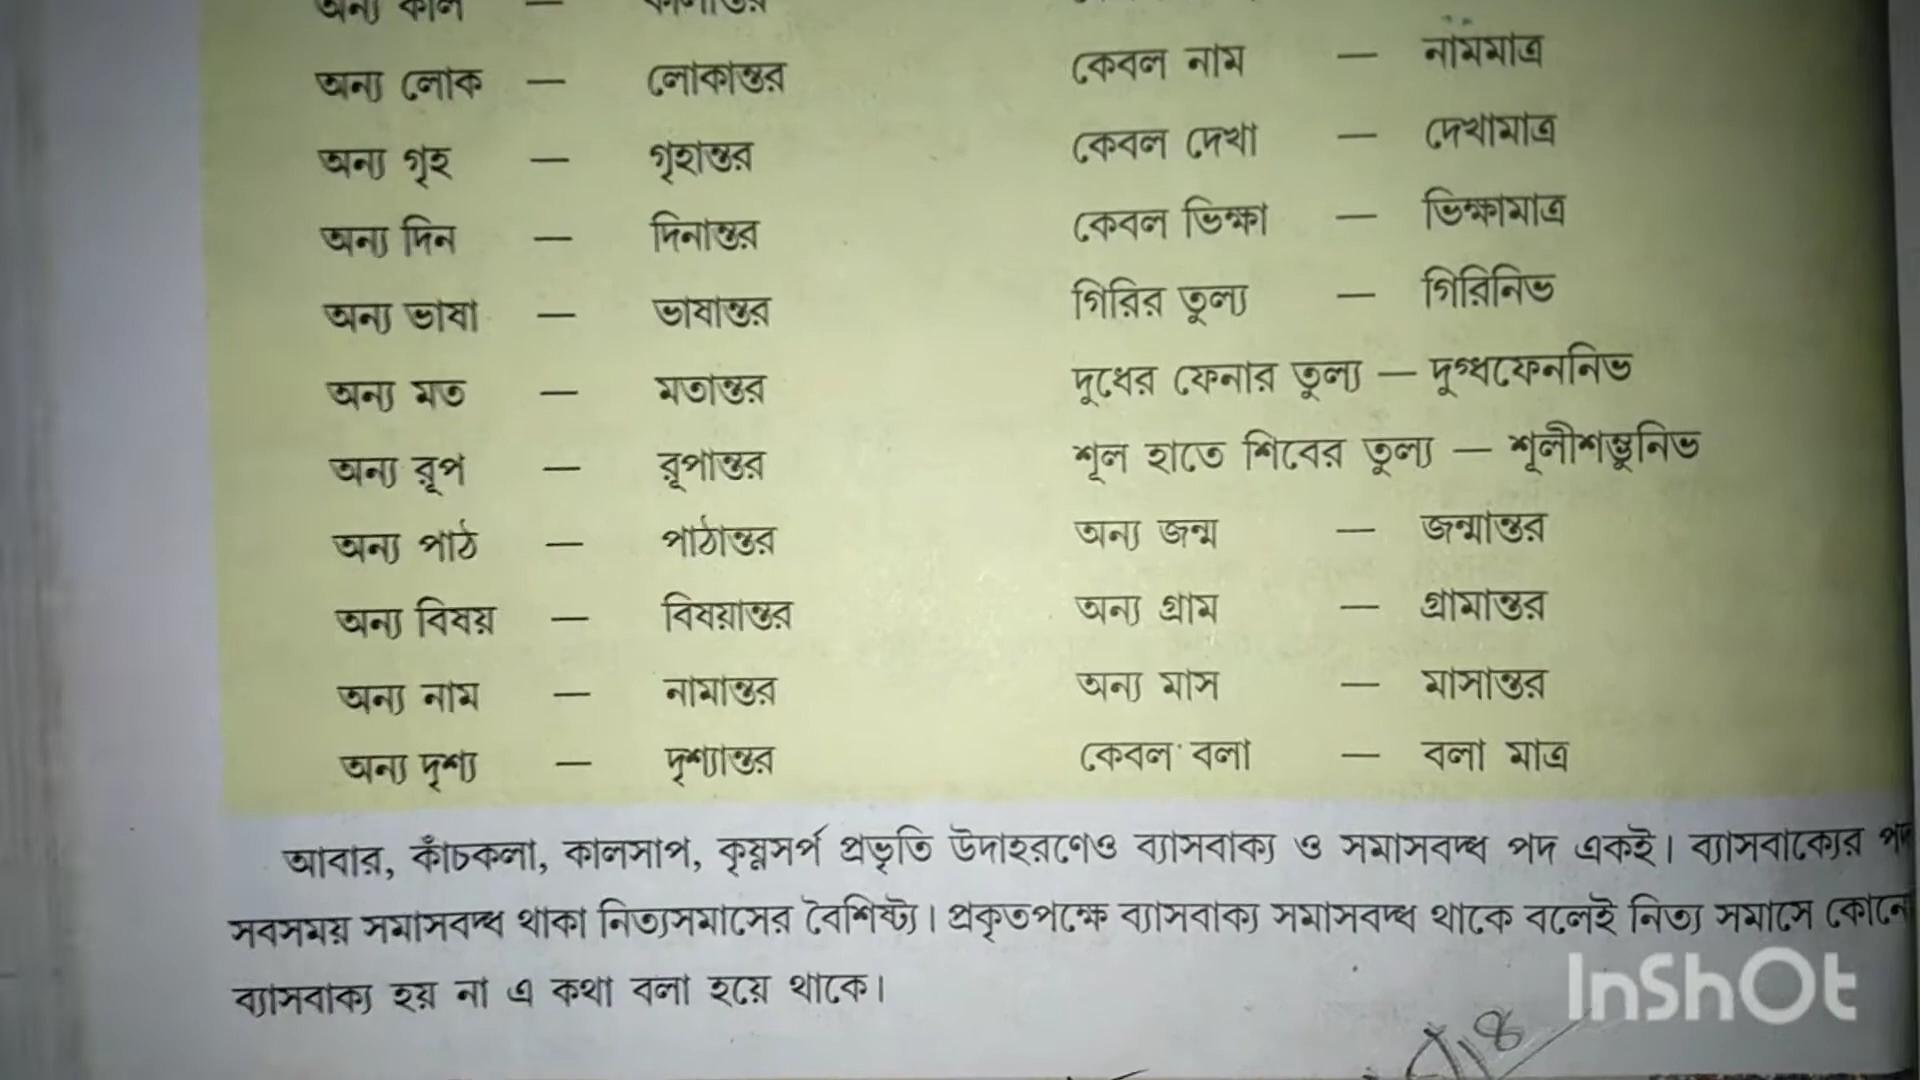 অন্য কাল — কালান্তর
অন্য লোক — লোকান্তর
অন্য গৃহ — গৃহান্তর
অন্য দিন — দিনান্তর
অন্য ভাষা — ভাষান্তর
অন্য মত — মতান্তর
অন্য রূপ — রূপান্তর
অন্য পাঠ — পাঠান্তর
অন্য বিষয় — বিষয়ান্তর
অন্য নাম — নামান্তর
অন্য দৃশ্য — দৃশ্যান্তর
কেবল নাম — নামমাত্র
কেবল দেখা — দেখামাত্র
কেবল ভিক্ষা — ভিক্ষামাত্র
গিরির তুল্য — গিরিনিভ
দুধের ফেনার তুল্য — দুগ্ধফেননিভ
শূল হাতে শিবের তুল্য — শূলীশম্ভুনিভ
অন্য জন্ম — জন্মান্তর
অন্য গ্রাম — গ্রামান্তর
অন্য মাস — মাসান্তর
কেবল বলা — বলা মাত্র
আবার, কাঁচকলা, কালসাপ, কৃষ্ণসর্প প্রভৃতি উদাহরণেও ব্যাসবাক্য ও সমাসবদ্ধ পদ একই। ব্যাসবাক্যের
সবসময় সমাসবদ্ধ থাকা নিত্যসমাসের বৈশিষ্ট্য। প্রকৃতপক্ষে ব্যাসবাক্য সমাসবদ্ধ থাকে বলেই নিত্য সমাসে কোনো
ব্যাসবাক্য হয় না এ কথা বলা হয়ে থাকে।
InShOt